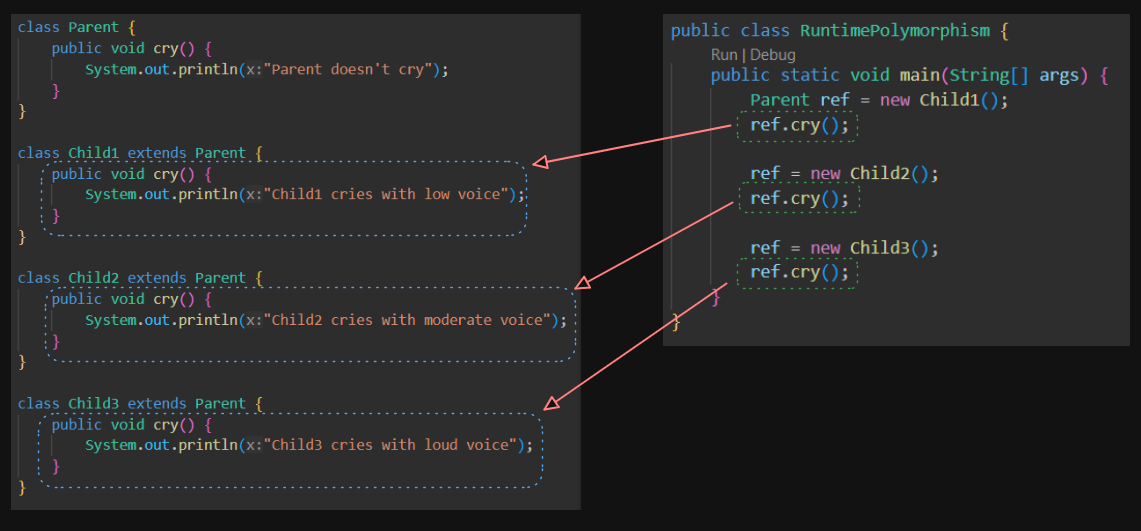 class Parent {
    public void cry() {
        System.out.println(x:"Parent doesn't cry");
    }
}

class Child1 extends Parent {
    public void cry() {
        System.out.println(x:"Child1 cries with low voice");
    }
}

class Child2 extends Parent {
    public void cry() {
        System.out.println(x:"Child2 cries with moderate voice");
    }
}

class Child3 extends Parent {
    public void cry() {
        System.out.println(x:"Child3 cries with loud voice");
    }
}

public class RuntimePolymorphism {
    Run | Debug
    public static void main(String[] args) {
        Parent ref = new Child1();
        ref.cry();

        ref = new Child2();
        ref.cry();

        ref = new Child3();
        ref.cry();
    }
}